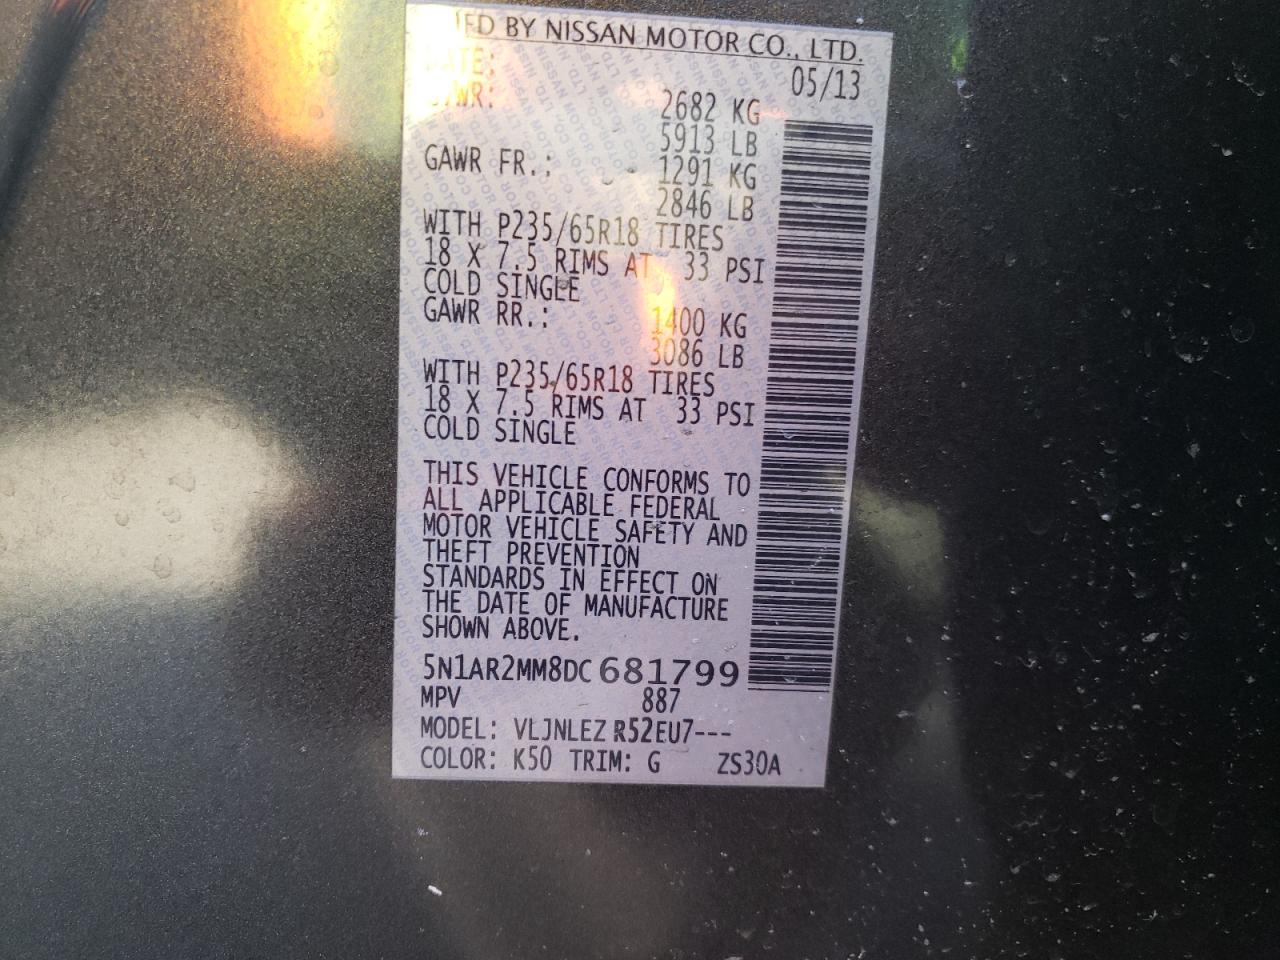 MFD BY NISSAN MOTOR CO., LTD.
DATE: 05/13
GVWR: 2682 KG
5913 LB
GAWR FR.: 1291 KG
2846 LB
WITH P235/65R18 TIRES
18 X 7.5 RIMS AT 33 PSI
COLD SINGLE
GAWR RR.: 1400 KG
3086 LB
WITH P235/65R18 TIRES
18 X 7.5 RIMS AT 33 PSI
COLD SINGLE
THIS VEHICLE CONFORMS TO
ALL APPLICABLE FEDERAL
MOTOR VEHICLE SAFETY AND
THEFT PREVENTION
STANDARDS IN EFFECT ON
THE DATE OF MANUFACTURE
SHOWN ABOVE.
5N1AR2MM8DC681799
MPV 887
MODEL: VLJNLEZ R52EU7---
COLOR: K50 TRIM: G ZS30A